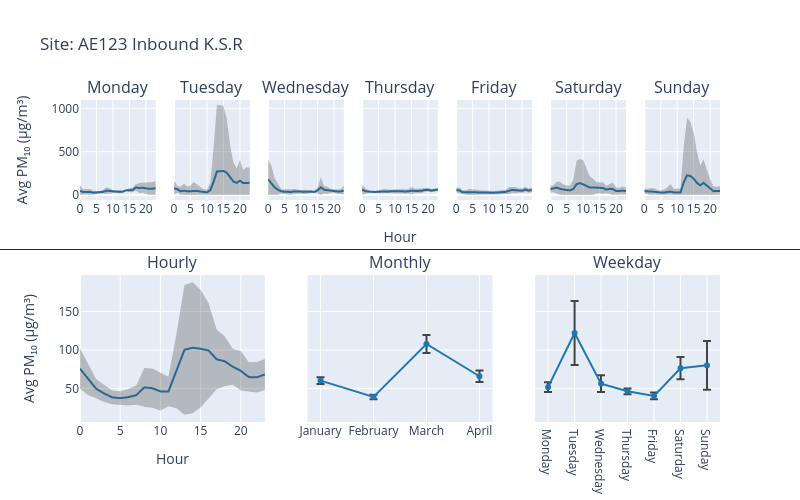 Site: AE123 Inbound K.S.R
Monday Tuesday Wednesday Thursday Friday Saturday Sunday
Avg PM₁₀ (µg/m³)
1000
500
0
0 5 10 15 20 0 5 10 15 20 0 5 10 15 20 0 5 10 15 20 0 5 10 15 20 0 5 10 15 20 0 5 10 15 20
Hour
Hourly Monthly Weekday
Avg PM₁₀ (µg/m³)
150
100
50
0 5 10 15 20
Hour
January February March April
Monday
Tuesday
Wednesday
Thursday
Friday
Saturday
Sunday